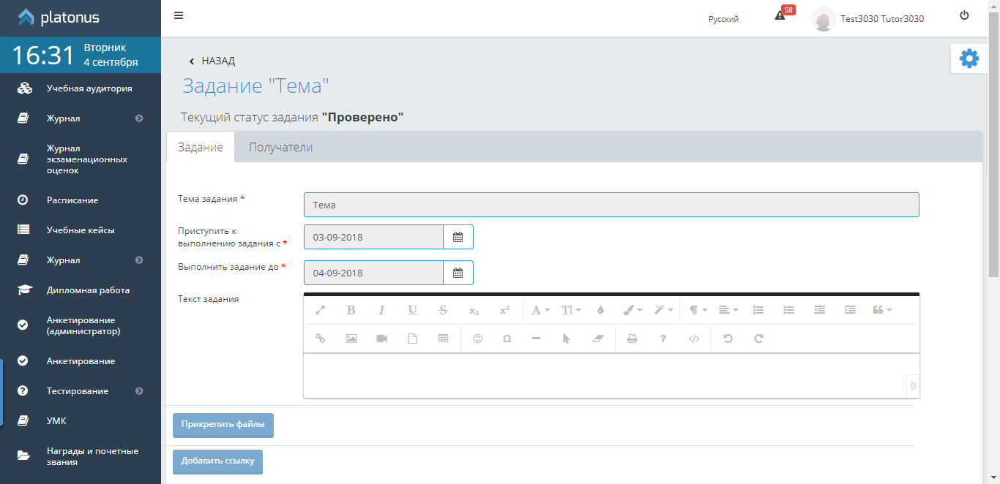 platonus
Русский
58
Test3030 Tutor3030
16:31
Вторник
4 сентября
Учебная аудитория
Журнал
Журнал
экзаменационных
оценок
Расписание
Учебные кейсы
Журнал
Дипломная работа
Анкетирование
(администратор)
Анкетирование
Тестирование
УМК
Награды и почетные
звания
НАЗАД
Задание "Тема"
Текущий статус задания "Проверено"
Задание
Получатели
Тема задания *
Тема
Приступить к
выполнению задания с *
03-09-2018
Выполнить задание до *
04-09-2018
Текст задания
0
Прикрепить файлы
Добавить ссылку